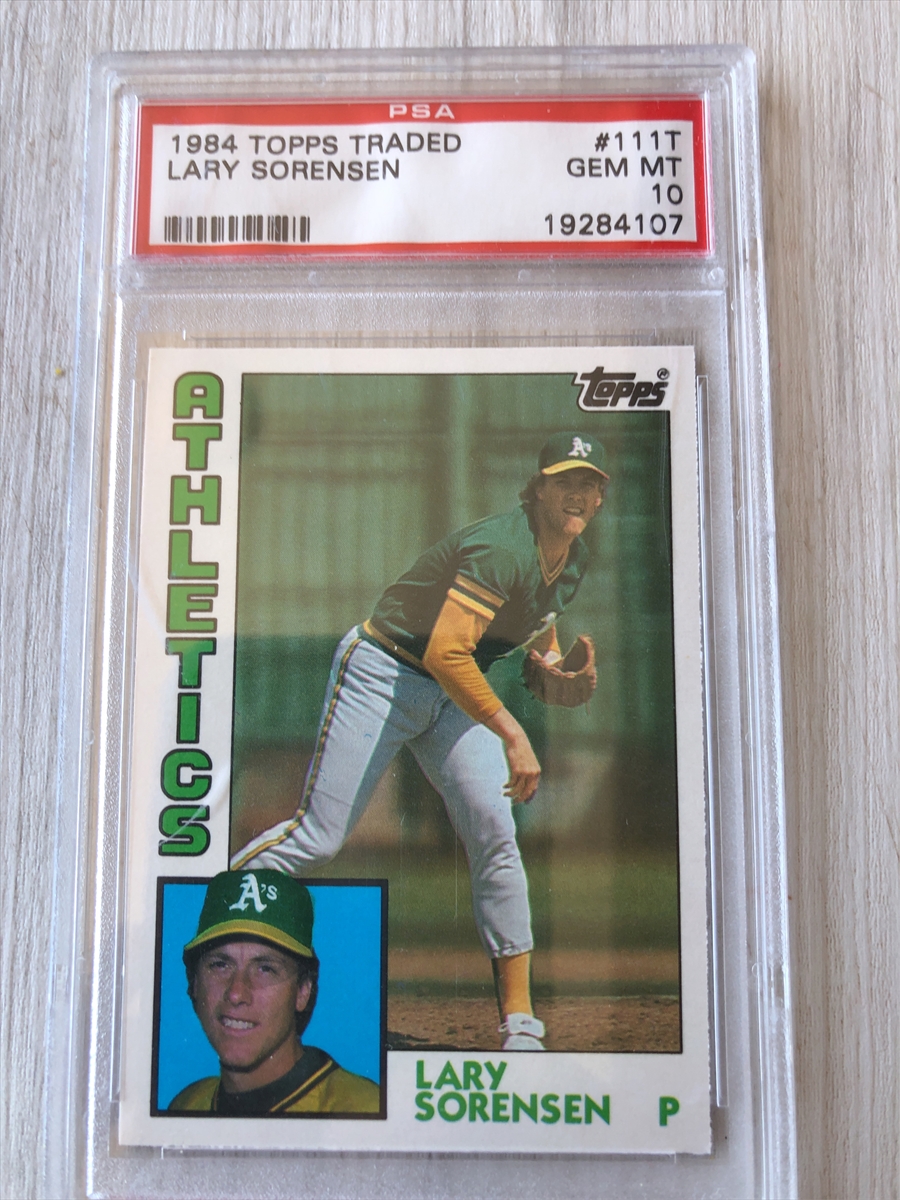 PSA
1984 TOPPS TRADED #111T
LARY SORENSEN GEM MT
10
19284107
ATHLETICS
Topps
A's
A's
LARY
SORENSEN P